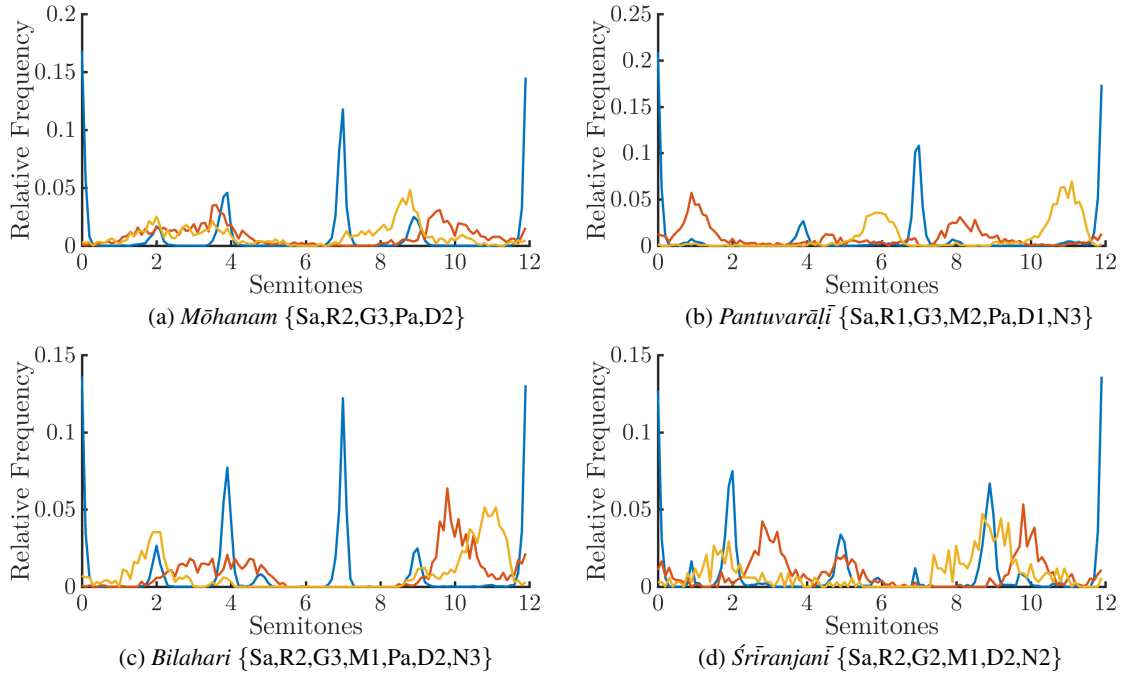 0.2
0.15
0.1
0.05
0
Relative Frequency
0 2 4 6 8 10 12
Semitones
(a) Mōhanam {Sa,R2,G3,Pa,D2}
0.25
0.2
0.15
0.1
0.05
0
Relative Frequency
0 2 4 6 8 10 12
Semitones
(b) Pantuvarāḷī {Sa,R1,G3,M2,Pa,D1,N3}
0.15
0.1
0.05
0
Relative Frequency
0 2 4 6 8 10 12
Semitones
(c) Bilahari {Sa,R2,G3,M1,Pa,D2,N3}
0.15
0.1
0.05
0
Relative Frequency
0 2 4 6 8 10 12
Semitones
(d) Śrīranjanī {Sa,R2,G2,M1,D2,N2}